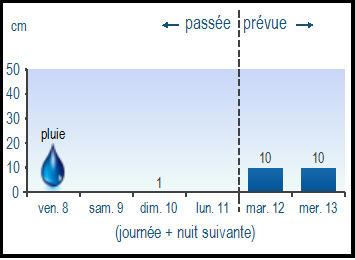 ← passée prévue →
cm
50
40
30
20
10
0
pluie
1
10
10
ven. 8 sam. 9 dim. 10 lun. 11 mar. 12 mer. 13
(journée + nuit suivante)